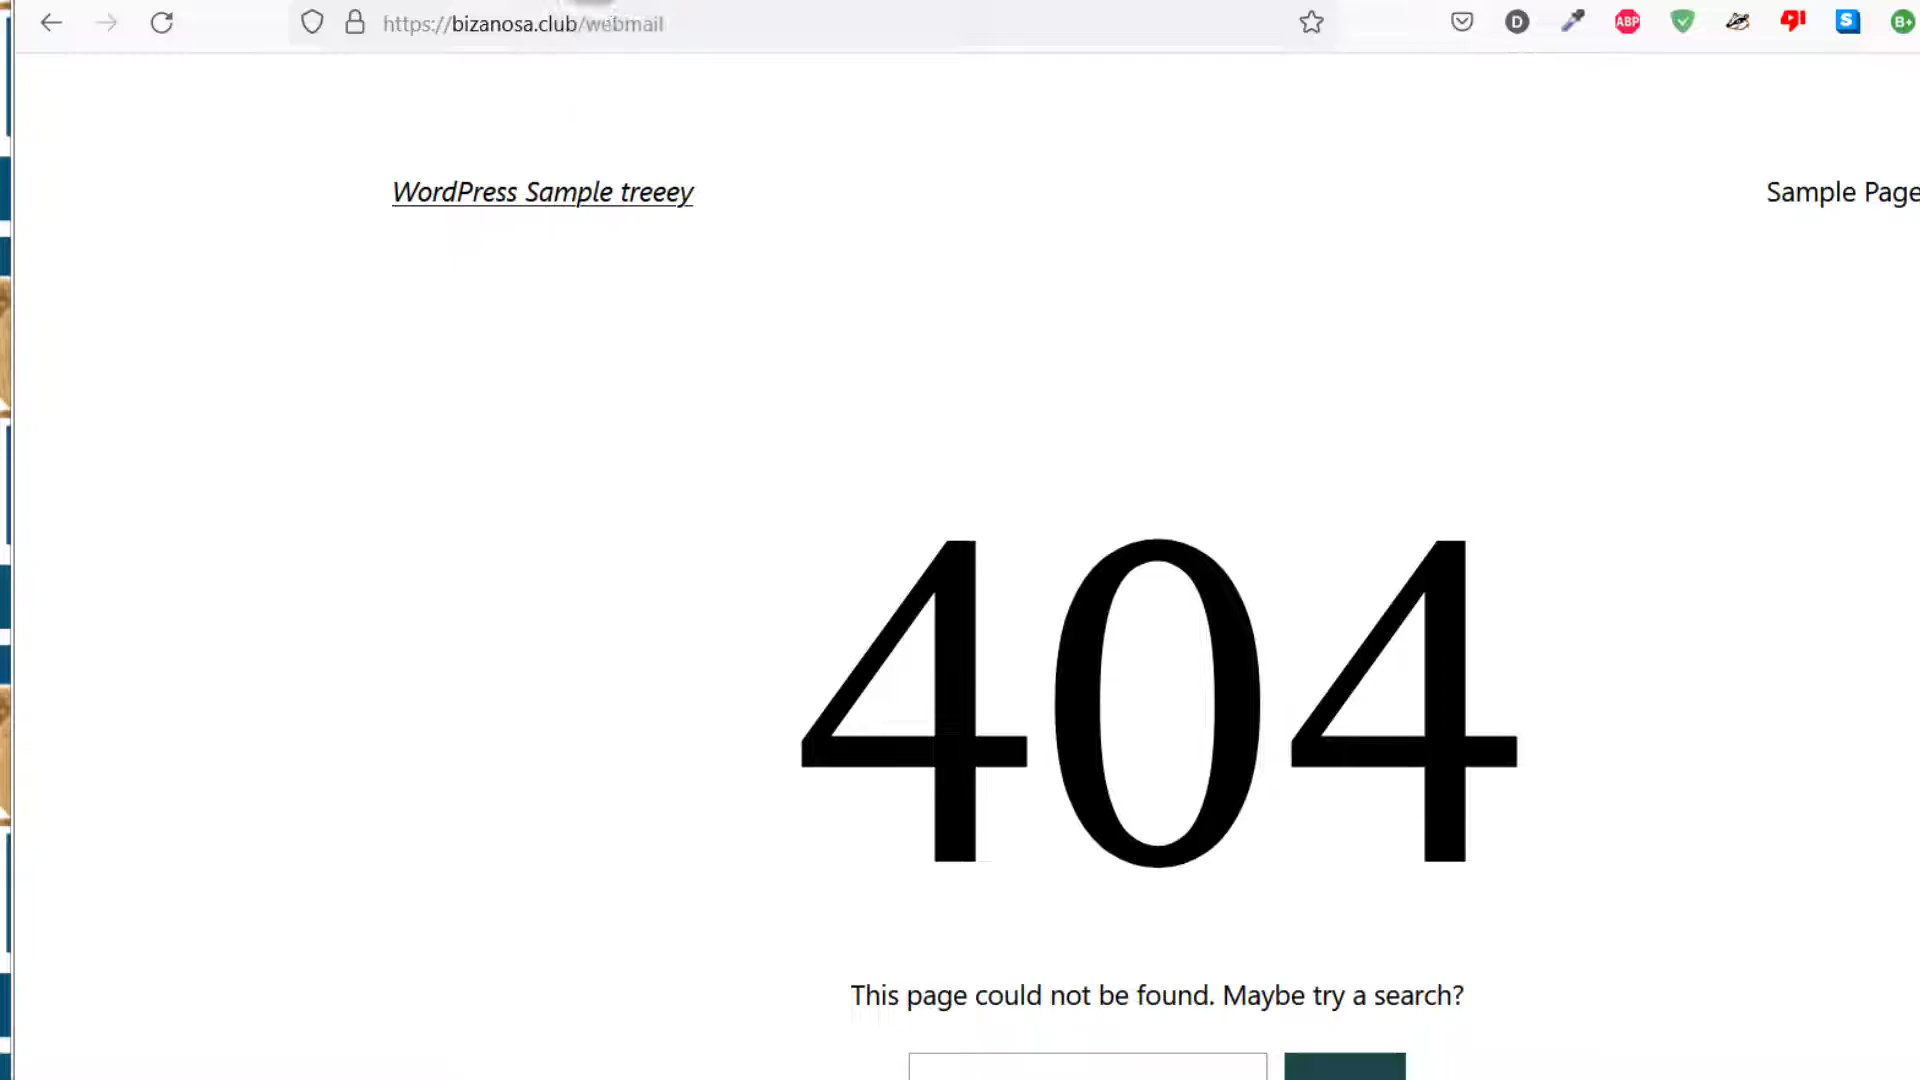 https://bizanosa.club/webmail
D
ABP
S
B+
WordPress Sample treeey
Sample Page
404
This page could not be found. Maybe try a search?